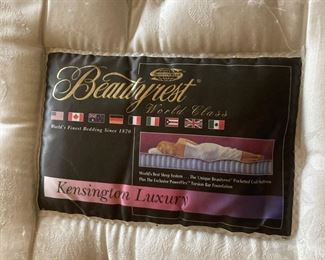 Beautyrest®
World Class
World's Finest Bedding Since 1870
World's Best Sleep System . . . The Unique Beautyrest Pocketed Coil Spring
Plus The Exclusive Powerflex Torsion Bar Foundation
Kensington Luxury